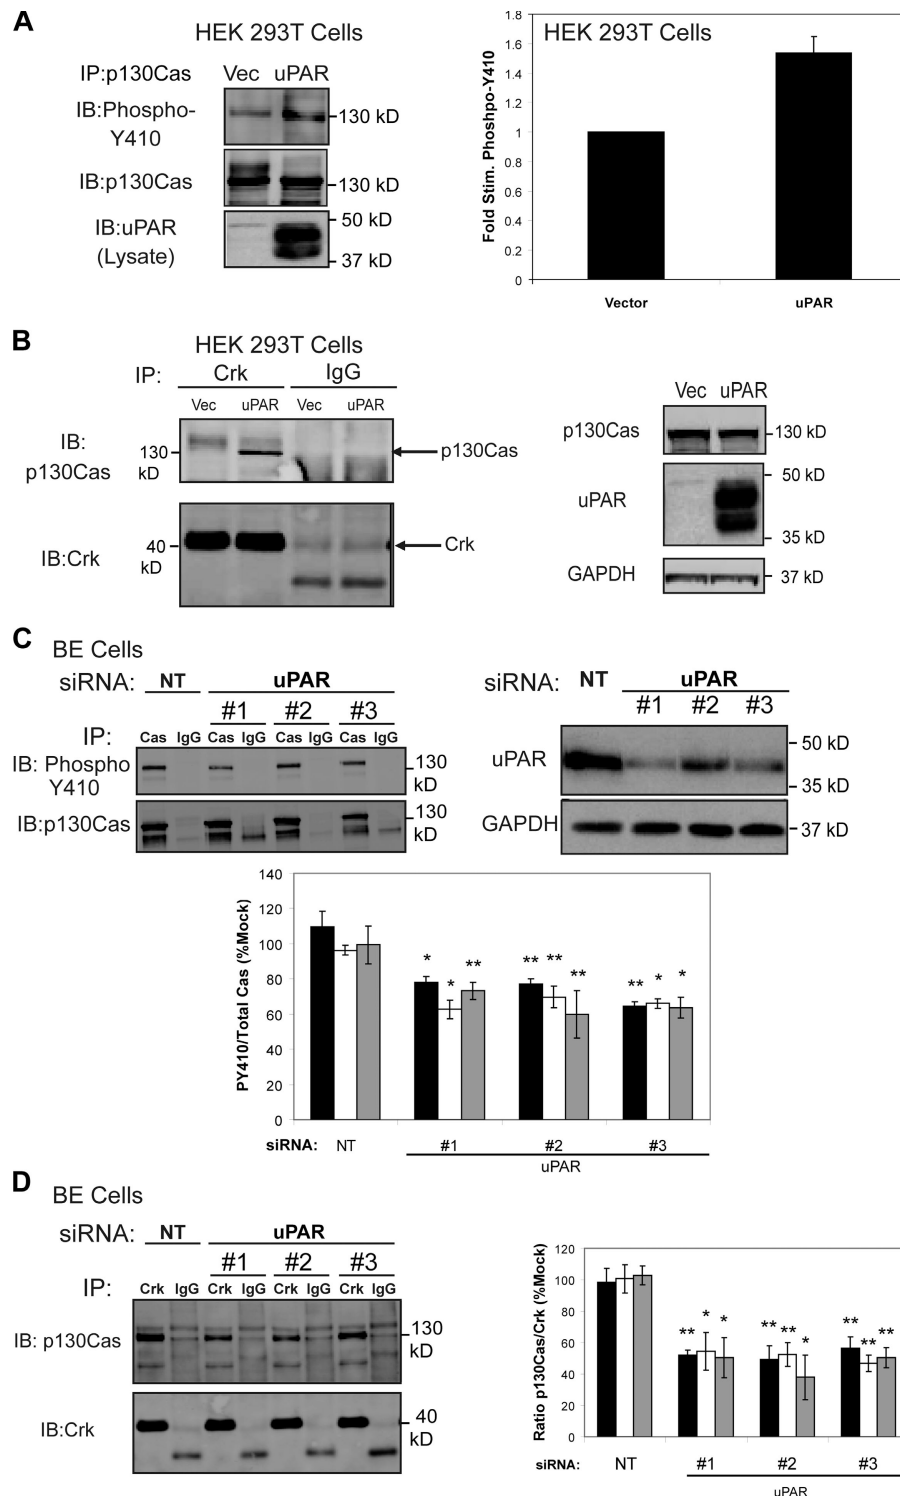 A
HEK 293T Cells
IP:p130Cas Vec uPAR
IB:Phospho-
Y410
130 kD
IB:p130Cas
130 kD
IB:uPAR
(Lysate)
50 kD
37 kD
HEK 293T Cells
Fold Stim. Phoshpo-Y410
1.8
1.6
1.4
1.2
1
0.8
0.6
0.4
0.2
0
Vector uPAR
B
HEK 293T Cells
IP: Crk IgG
Vec uPAR Vec uPAR
IB:
p130Cas
130
kD
p130Cas
IB:Crk
40
kD
Crk
Vec uPAR
p130Cas
130 kD
uPAR
50 kD
35 kD
GAPDH
37 kD
C
BE Cells
siRNA: NT uPAR
#1 #2 #3
IP: Cas IgG Cas IgG Cas IgG Cas IgG
IB: Phospho
Y410
130
kD
IB:p130Cas
130
kD
siRNA: NT uPAR
#1 #2 #3
uPAR
50 kD
35 kD
GAPDH
37 kD
PY410/Total Cas (%Mock)
140
120
100
80
60
40
20
0
* * **
** ** **
** * *
siRNA: NT #1 #2 #3
uPAR
D
BE Cells
siRNA: NT uPAR
#1 #2 #3
IP: Crk IgG Crk IgG Crk IgG Crk IgG
IB: p130Cas
130
kD
IB:Crk
40
kD
Ratio p130Cas/Crk (%Mock)
120
100
80
60
40
20
0
** * *
** ** *
** ** **
siRNA: NT #1 #2 #3
uPAR